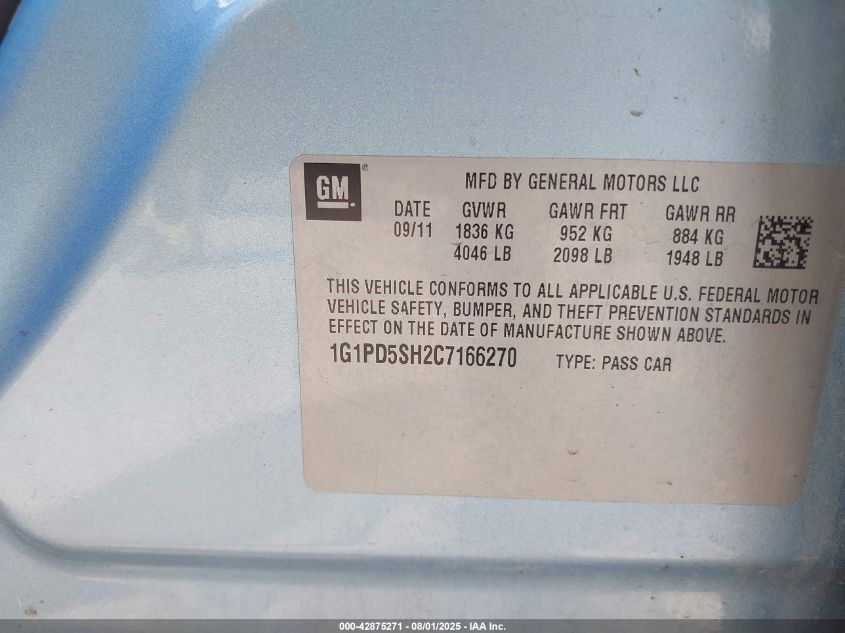 GM ®
MFD BY GENERAL MOTORS LLC
DATE GVWR GAWR FRT GAWR RR
09/11 1836 KG 952 KG 884 KG
4046 LB 2098 LB 1948 LB
THIS VEHICLE CONFORMS TO ALL APPLICABLE U.S. FEDERAL MOTOR
VEHICLE SAFETY, BUMPER, AND THEFT PREVENTION STANDARDS IN
EFFECT ON THE DATE OF MANUFACTURE SHOWN ABOVE.
1G1PD5SH2C7166270 TYPE: PASS CAR
000-42875271 - 08/01/2025 - IAA Inc.